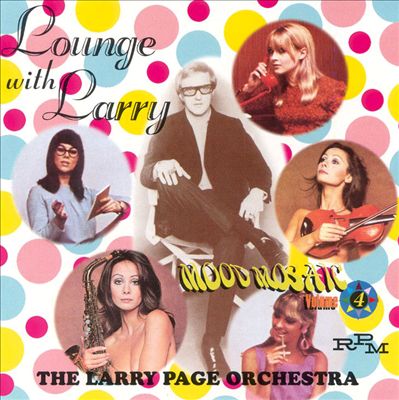 Lounge
with
Larry
MOOD MOSAIC
Volume
4
RPM
THE LARRY PAGE ORCHESTRA